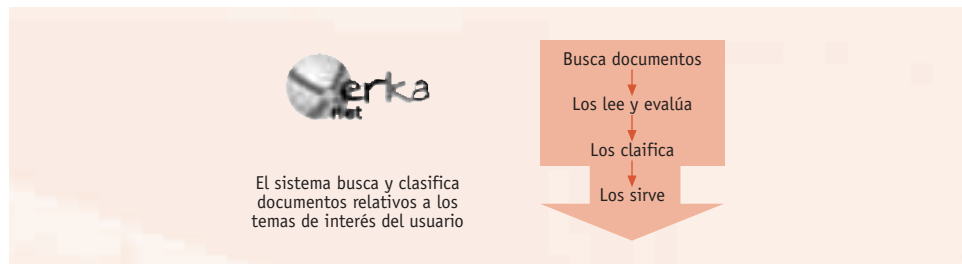 Yerka
Net
El sistema busca y clasifica
documentos relativos a los
temas de interés del usuario
Busca documentos
Los lee y evalúa
Los claifica
Los sirve